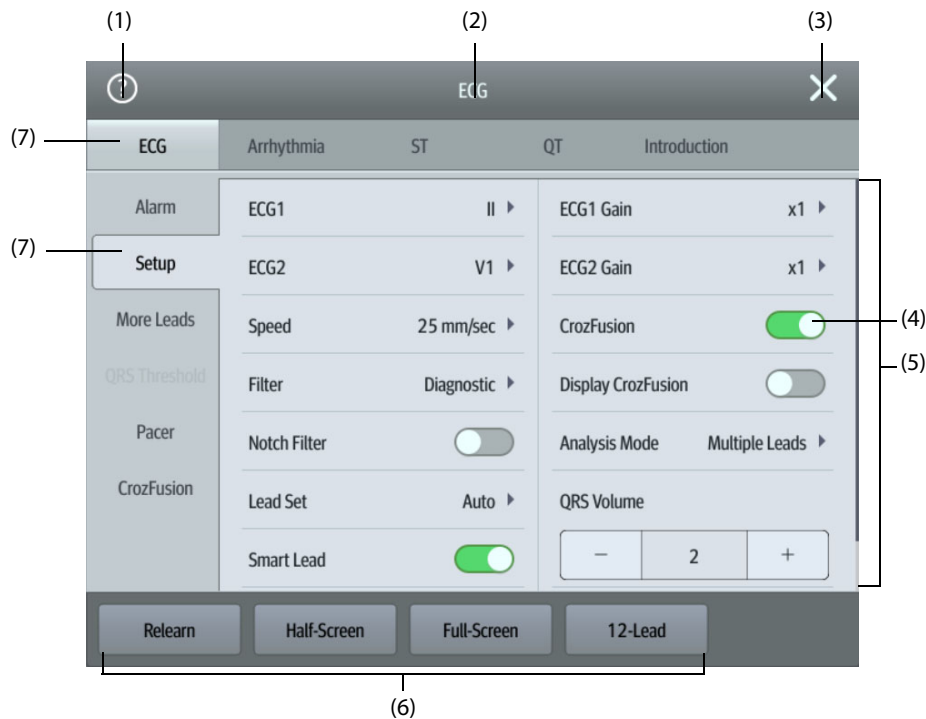 (1) (2) (3)
? ECG
(7) ECG Arrhythmia ST QT Introduction
Alarm ECG1 II ECG1 Gain x1
(7) Setup ECG2 V1 ECG2 Gain x1
More Leads Speed 25 mm/sec CrozFusion (4)
(5)
QRS Threshold Filter Diagnostic Display CrozFusion
Pacer Notch Filter Analysis Mode Multiple Leads
CrozFusion Lead Set Auto QRS Volume
Smart Lead − 2 +
Relearn Half-Screen Full-Screen 12-Lead
(6)